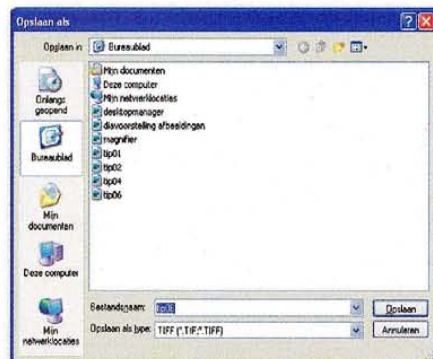 Opslaan als
Opslaan in:
Bureaublad
Onlangs geopend
Bureaublad
Mijn documenten
Deze computer
Mijn netwerklocaties
Mijn documenten
Deze computer
Mijn netwerklocaties
desktopmanager
diavoorstelling afbeeldingen
magnifier
tip01
tip02
tip04
tip06
Bestandsnaam:
Opslaan
Opslaan als type:
TIFF (*.TIF;*.TIFF)
Annuleren